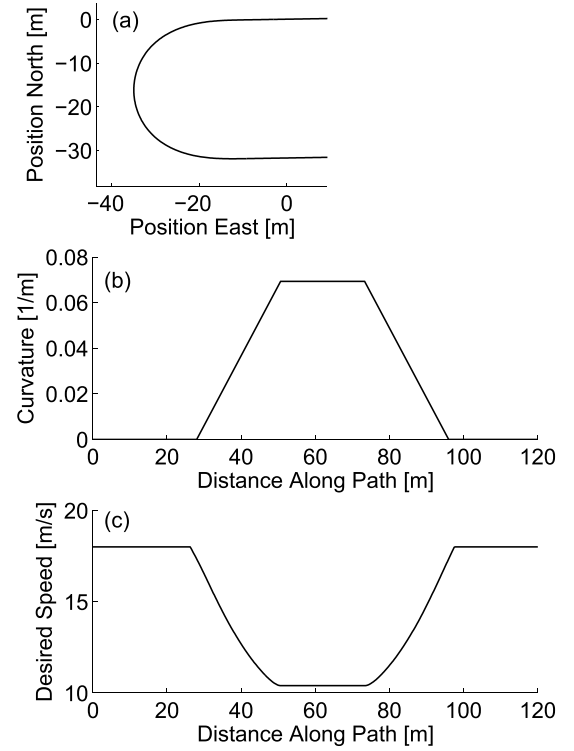 (a)
0
−10
−20
−30
Position North [m]
−40 −20 0
Position East [m]
(b)
0.08
0.06
0.04
0.02
0
Curvature [1/m]
0 20 40 60 80 100 120
Distance Along Path [m]
(c)
20
15
10
Desired Speed [m/s]
0 20 40 60 80 100 120
Distance Along Path [m]